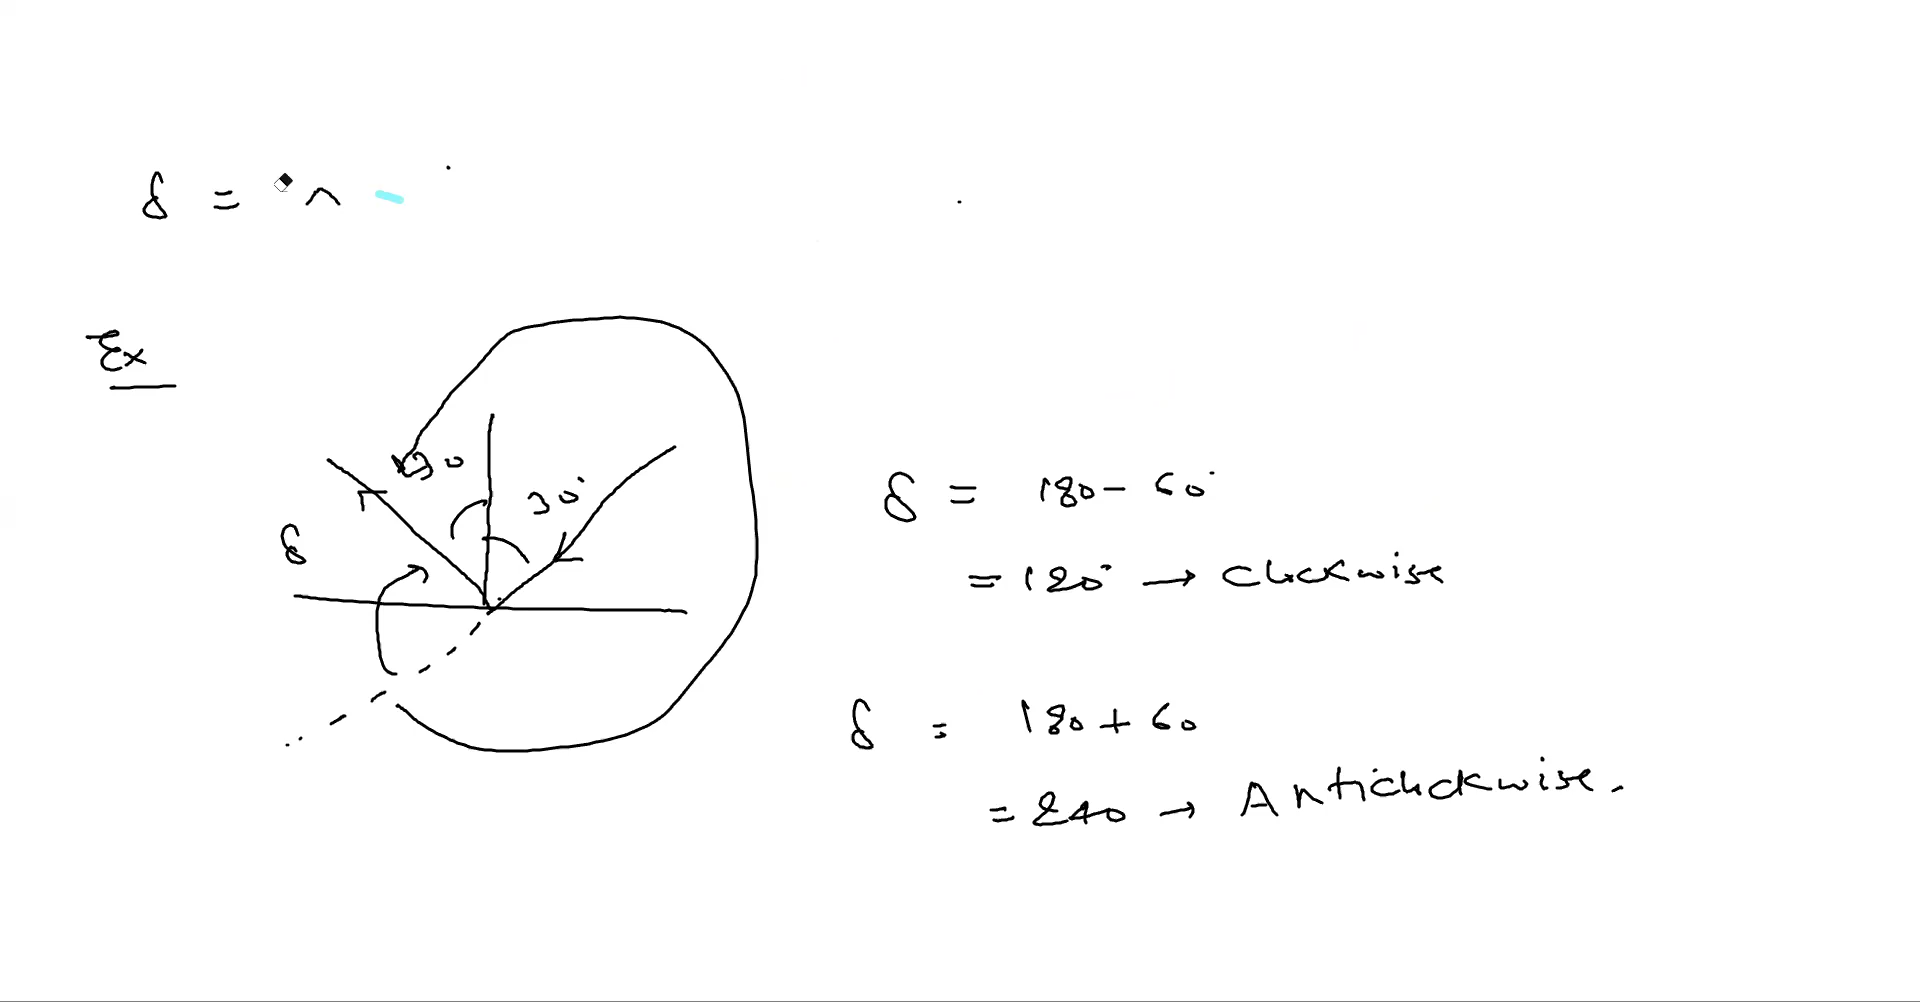 δ = ^ -
Ex
30 30°
δ
δ = 180 - 60°
= 120° → Clockwise
δ = 180 + 60
= 240 → Anticlockwise.